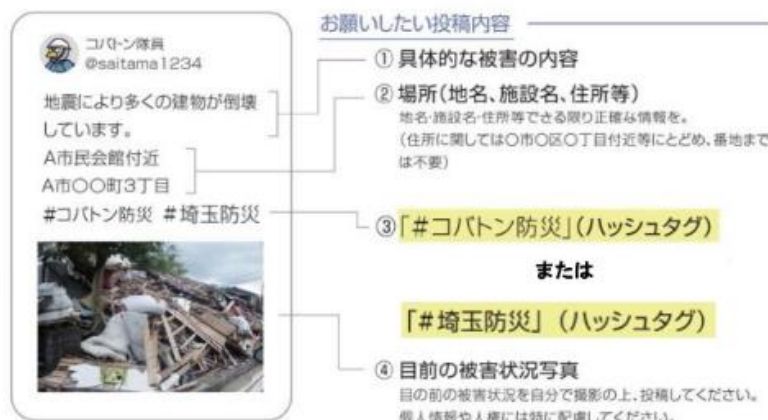 お願いしたい投稿内容
コバトン隊員
@saitama1234
地震により多くの建物が倒壊
しています。
A市民会館付近
A市〇〇町3丁目
#コバトン防災 #埼玉防災
① 具体的な被害の内容
② 場所(地名、施設名、住所等)
地名・施設名・住所等できる限り正確な情報を。
(住所に関しては〇市〇区〇丁目付近等にとどめ、番地まで
は不要)
③「#コバトン防災」(ハッシュタグ)
または
「#埼玉防災」(ハッシュタグ)
④ 目前の被害状況写真
目の前の被害状況を自分で撮影の上、投稿してください。
個人情報や人権には特に配慮してください。